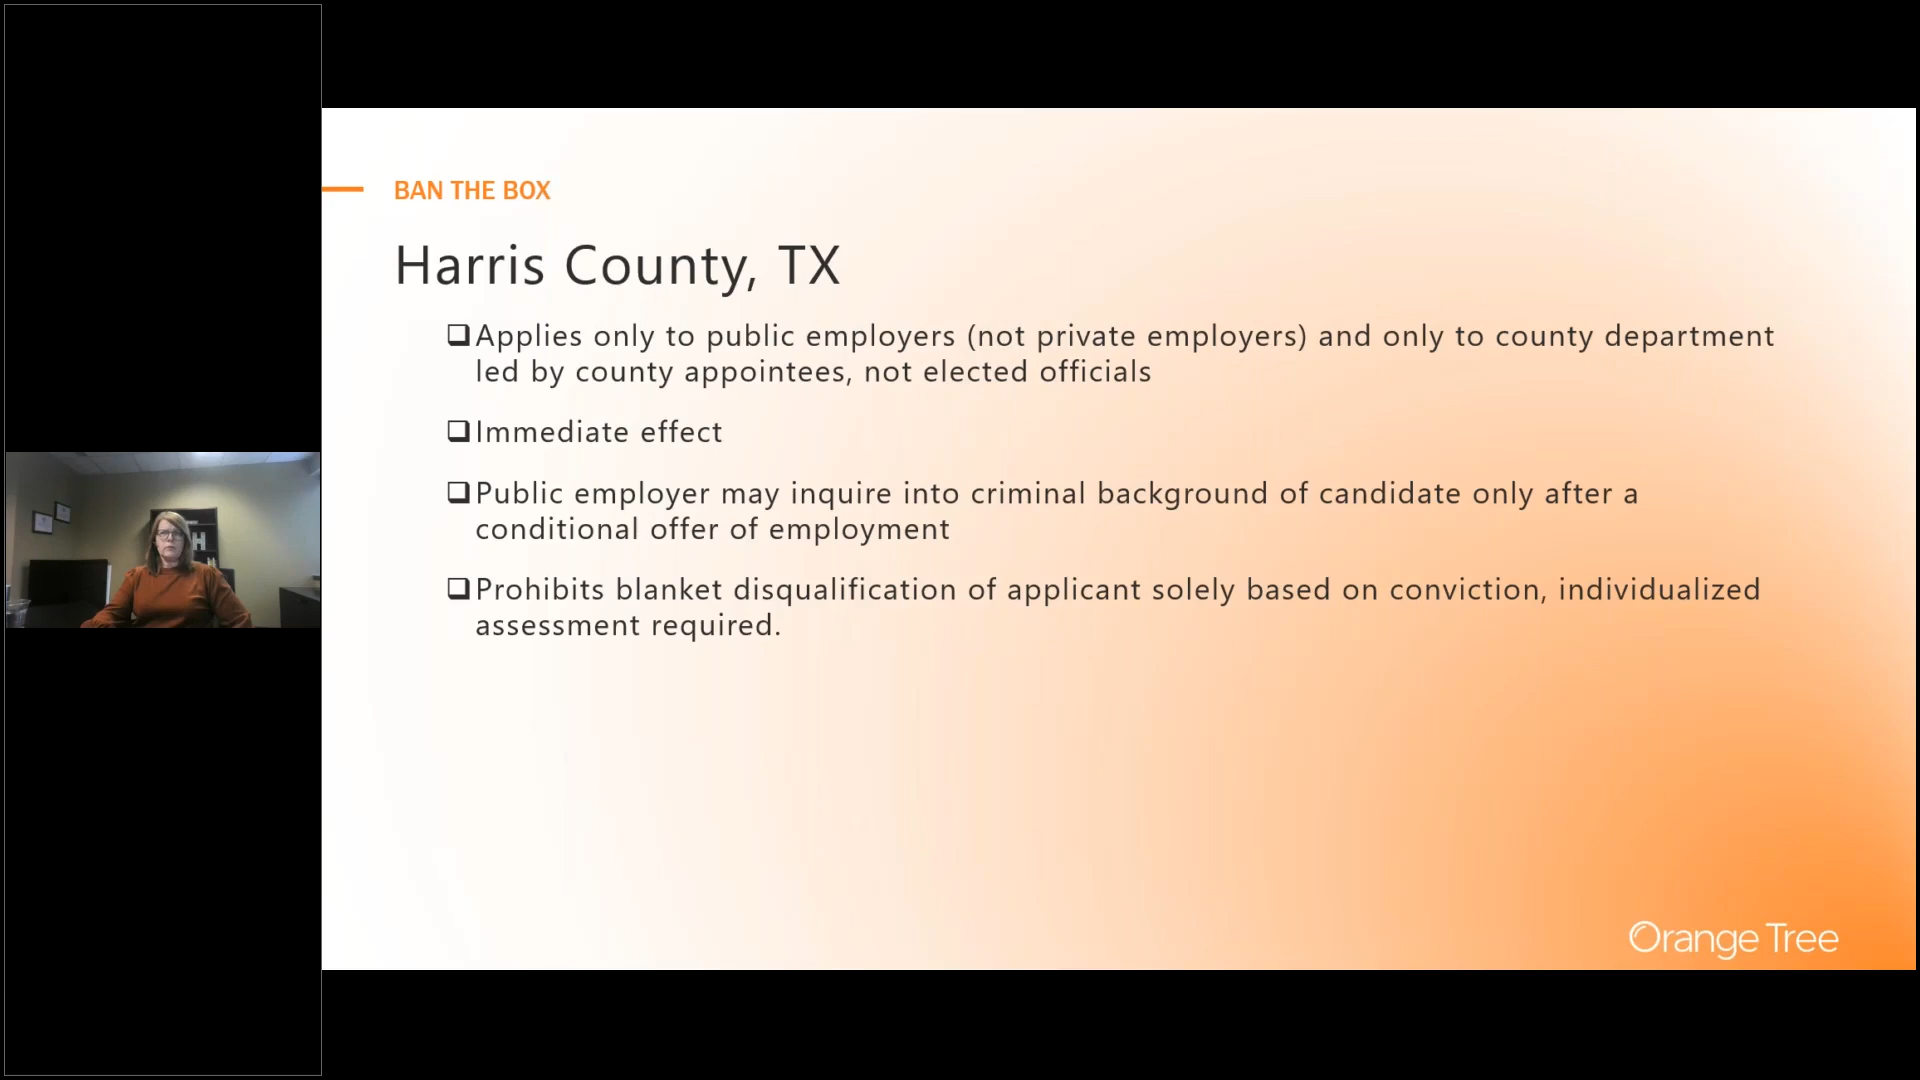 BAN THE BOX
Harris County, TX
❑Applies only to public employers (not private employers) and only to county department
led by county appointees, not elected officials
❑Immediate effect
❑Public employer may inquire into criminal background of candidate only after a
conditional offer of employment
❑Prohibits blanket disqualification of applicant solely based on conviction, individualized
assessment required.
H
Orange Tree